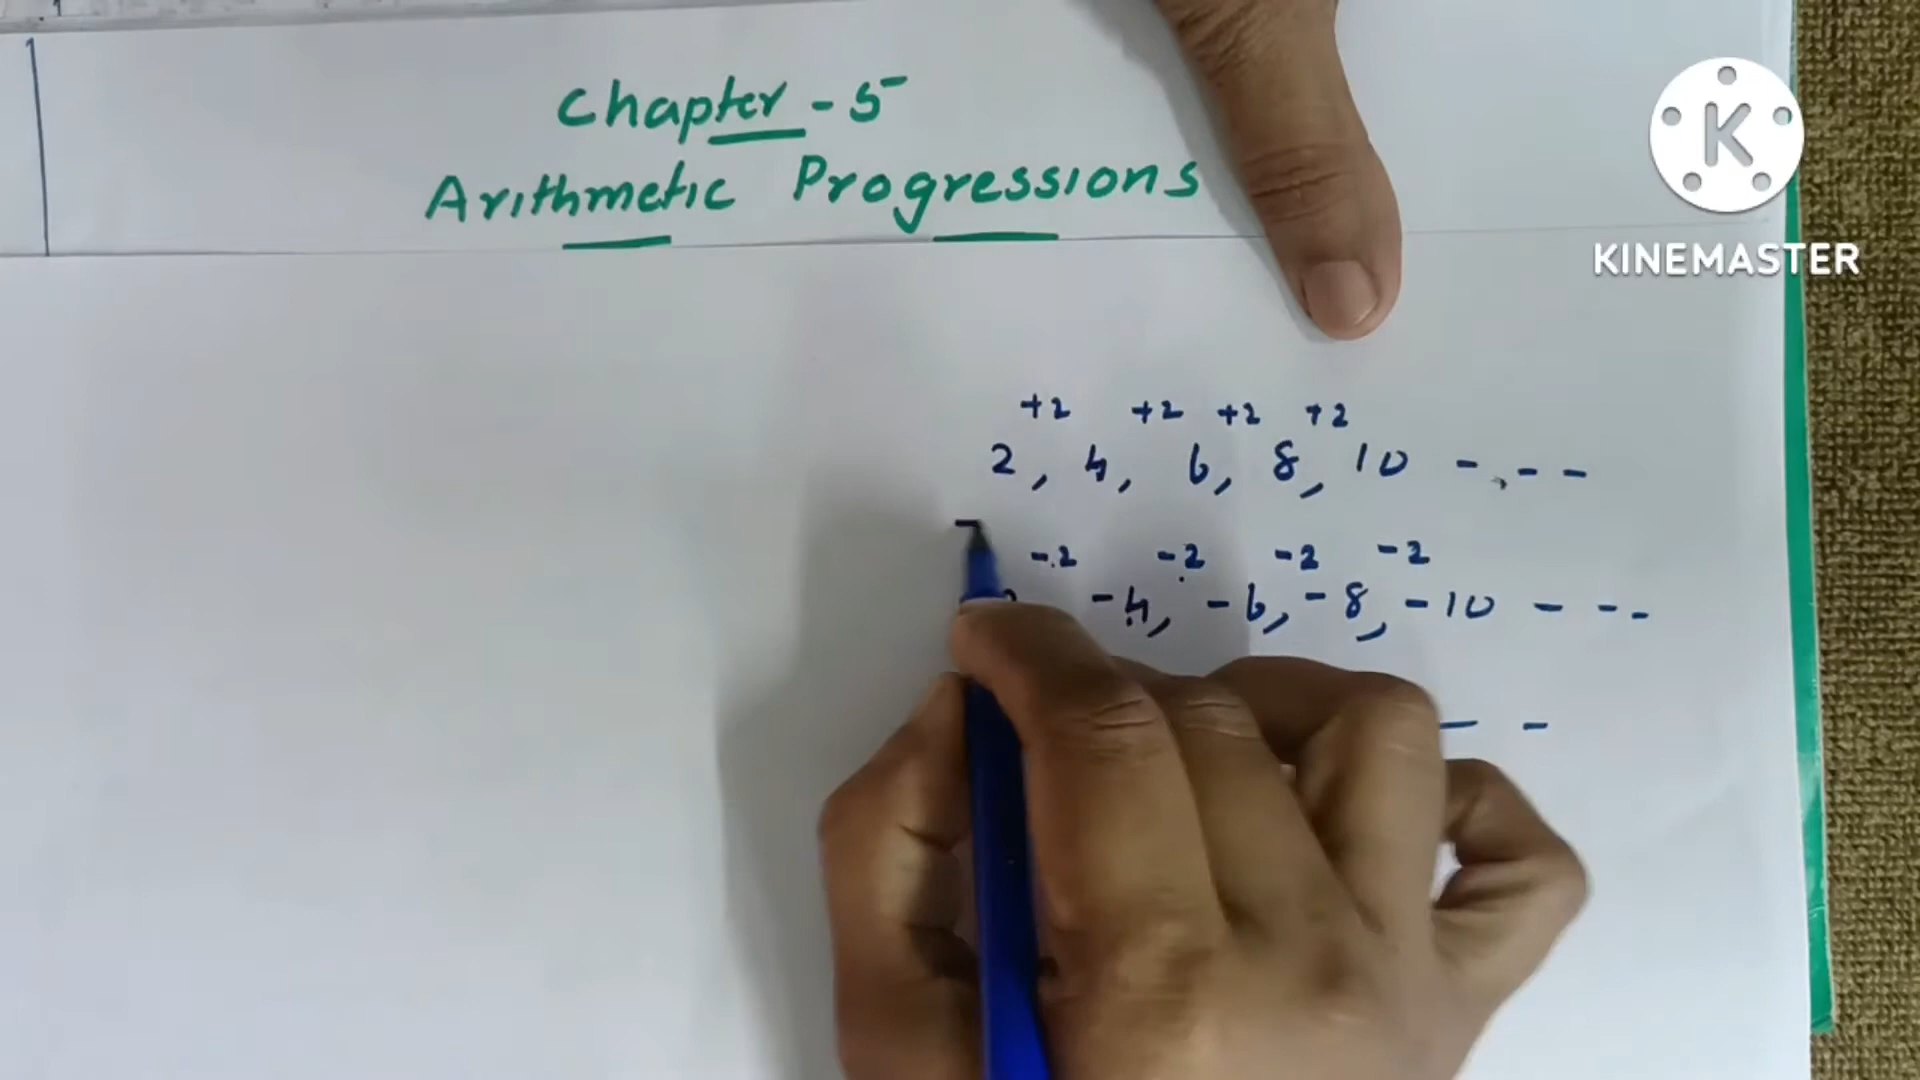 Chapter - 5
Arithmetic Progressions
K
KINEMASTER
+2 +2 +2 +2
2, 4, 6, 8, 10 - - -
-2 -2 -2 -2
-4, -6, -8, -10 - - -
- -